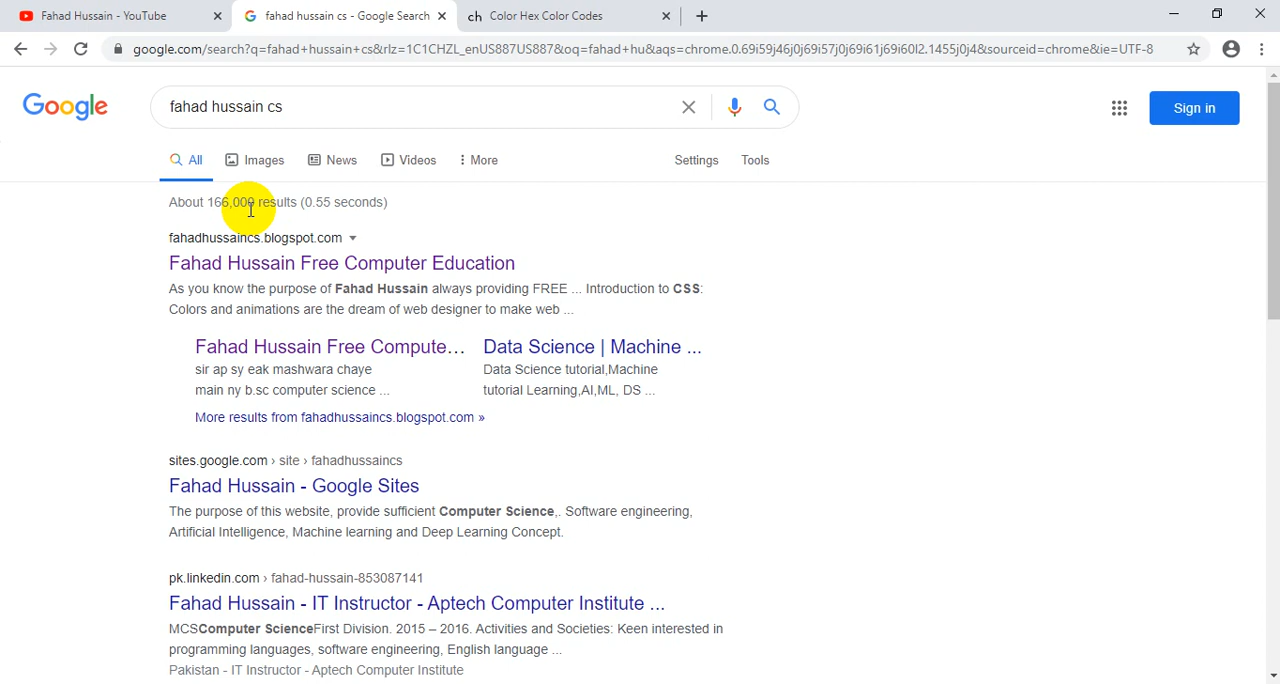 Fahad Hussain - YouTube
fahad hussain cs - Google Search
Color Hex Color Codes
google.com/search?q=fahad+hussain+cs&rlz=1C1CHZL_enUS887US887&oq=fahad+hu&aqs=chrome.0.69i59j46j0j69i57j0j69i61j69i60l2.1455j0j4&sourceid=chrome&ie=UTF-8
Google
fahad hussain cs
Sign in
All Images News Videos More Settings Tools
About 166,000 results (0.55 seconds)
fahadhussaincs.blogspot.com
Fahad Hussain Free Computer Education
As you know the purpose of Fahad Hussain always providing FREE ... Introduction to CSS:
Colors and animations are the dream of web designer to make web ...
Fahad Hussain Free Compute...
sir ap sy eak mashwara chaye
main ny b.sc computer science ...
Data Science | Machine ...
Data Science tutorial,Machine
tutorial Learning,AI,ML, DS ...
More results from fahadhussaincs.blogspot.com »
sites.google.com › site › fahadhussaincs
Fahad Hussain - Google Sites
The purpose of this website, provide sufficient Computer Science,. Software engineering,
Artificial Intelligence, Machine learning and Deep Learning Concept.
pk.linkedin.com › fahad-hussain-853087141
Fahad Hussain - IT Instructor - Aptech Computer Institute ...
MCSComputer ScienceFirst Division. 2015 – 2016. Activities and Societies: Keen interested in
programming languages, software engineering, English language ...
Pakistan - IT Instructor - Aptech Computer Institute